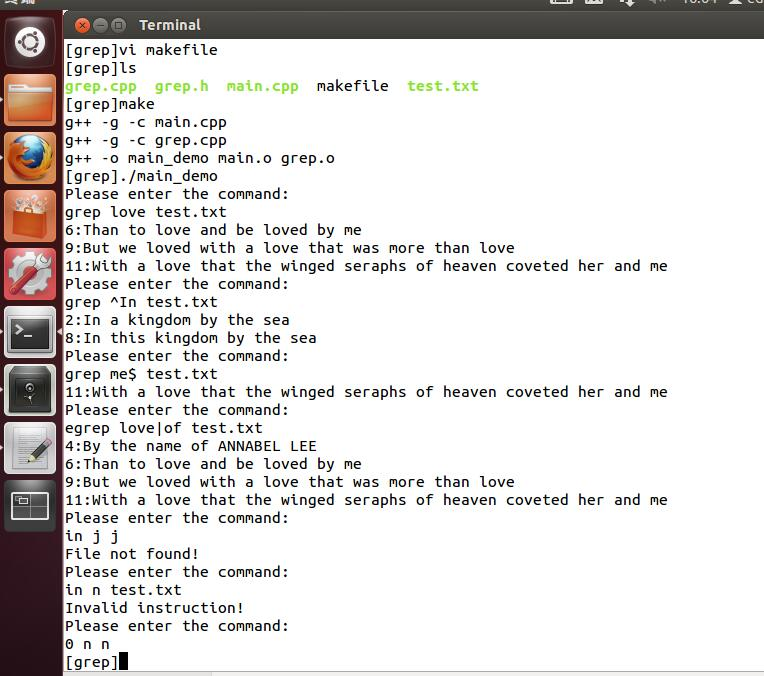 Terminal
[grep]vi makefile
[grep]ls
grep.cpp grep.h main.cpp makefile test.txt
[grep]make
g++ -g -c main.cpp
g++ -g -c grep.cpp
g++ -o main_demo main.o grep.o
[grep]./main_demo
Please enter the command:
grep love test.txt
6:Than to love and be loved by me
9:But we loved with a love that was more than love
11:With a love that the winged seraphs of heaven coveted her and me
Please enter the command:
grep ^In test.txt
2:In a kingdom by the sea
8:In this kingdom by the sea
Please enter the command:
grep me$ test.txt
11:With a love that the winged seraphs of heaven coveted her and me
Please enter the command:
egrep love|of test.txt
4:By the name of ANNABEL LEE
6:Than to love and be loved by me
9:But we loved with a love that was more than love
11:With a love that the winged seraphs of heaven coveted her and me
Please enter the command:
in j j
File not found!
Please enter the command:
in n test.txt
Invalid instruction!
Please enter the command:
0 n n
[grep]